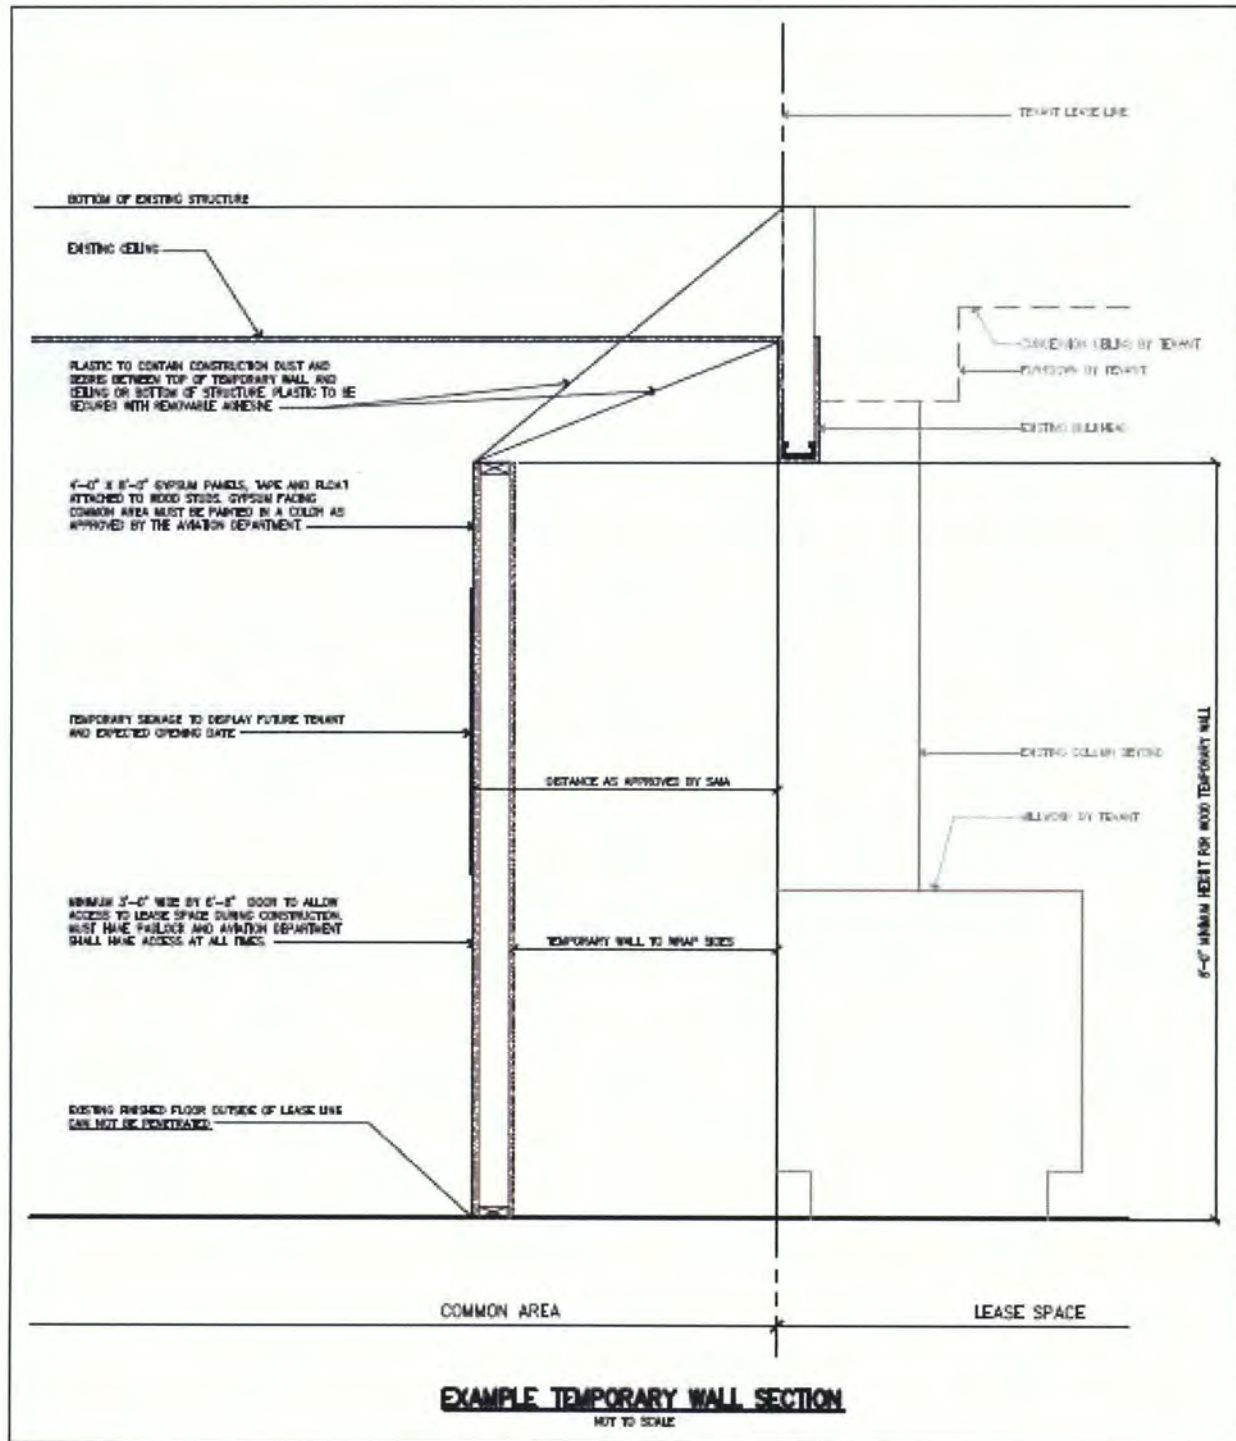 TENANT LEASE LINE
BOTTOM OF EXISTING STRUCTURE
EXISTING CEILING
BY TENANT
PLASTIC TO CONTAIN CONSTRUCTION DUST AND
DEBRIS BETWEEN TOP OF TEMPORARY WALL AND
CEILING OR BOTTOM OF STRUCTURE. PLASTIC TO BE
SECURED WITH REMOVABLE ADHESIVE
BY TENANT
EXISTING BULKHEAD
4'-0" X 8'-0" GYPSUM PANELS, TAPE AND FLOAT
ATTACHED TO WOOD STUDS. GYPSUM FACING
COMMON AREA MUST BE PAINTED IN A COLOR AS
APPROVED BY THE AVIATION DEPARTMENT.
TEMPORARY SIGNAGE TO DISPLAY FUTURE TENANT
AND EXPECTED OPENING DATE
EXISTING COLUMN BEYOND
DISTANCE AS APPROVED BY SAIA
MILLWORK BY TENANT
MINIMUM 3'-0" WIDE BY 6'-8" DOOR TO ALLOW
ACCESS TO LEASE SPACE DURING CONSTRUCTION.
MUST HAVE PADLOCK AND AVIATION DEPARTMENT
SHALL HAVE ACCESS AT ALL TIMES.
TEMPORARY WALL TO WRAP SIDES
MINIMUM HEIGHT FOR WOOD TEMPORARY WALL
EXISTING FINISHED FLOOR OUTSIDE OF LEASE LINE
CAN NOT BE PENETRATED
COMMON AREA
LEASE SPACE
EXAMPLE TEMPORARY WALL SECTION
NOT TO SCALE